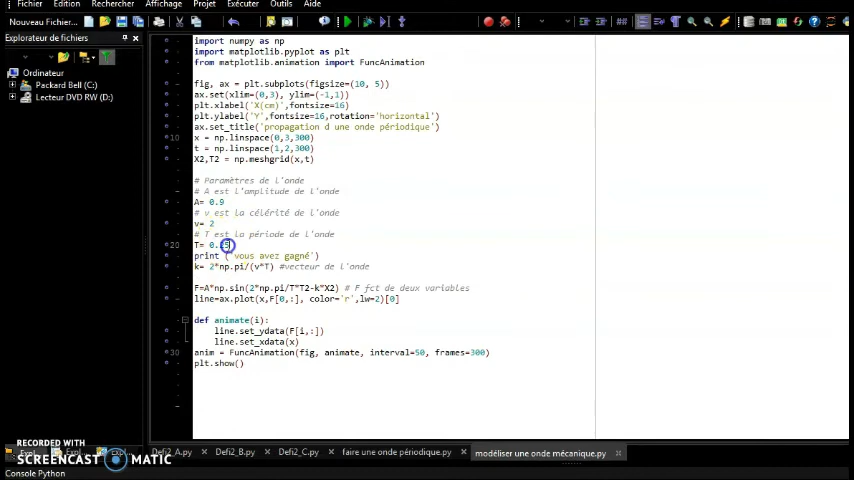 Fichier Edition Affichage Projet Exécuter Outils Aide
Nouveau Fichier...
Explorateur de fichiers
Ordinateur
Packard Bell (C:)
Lecteur DVD RW (D:)
import numpy as np
import matplotlib.pyplot as plt
from matplotlib.animation import FuncAnimation
fig, ax = plt.subplots(figsize=(10, 5))
ax.set(xlim=(0,3), ylim=(-1,1))
plt.xlabel('X(cm)',fontsize=16)
plt.ylabel('Y',fontsize=16,rotation='horizontal')
ax.set_title('propagation d une onde périodique')
10 x = np.linspace(0,3,300)
t = np.linspace(1,2,300)
X2,T2 = np.meshgrid(x,t)
# Paramètres de l'onde
# A est l'amplitude de l'onde
A= 0.9
# v est la célérité de l'onde
v= 2
# T est la période de l'onde
20 T= 0.15
print ('vous avez gagné')
k= 2*np.pi/(v*T) #vecteur de l'onde
F=A*np.sin(2*np.pi/T*T2-k*X2) # F fct de deux variables
line=ax.plot(x,F[0,:], color='r',lw=2)[0]
def animate(i):
line.set_ydata(F[i,:])
line.set_xdata(x)
30 anim = FuncAnimation(fig, animate, interval=50, frames=300)
plt.show()
RECORDED WITH
SCREENCAST MATIC
Defi2_A.py Defi2_B.py Defi2_C.py faire une onde périodique.py modéliser une onde mécanique.py
Console Python